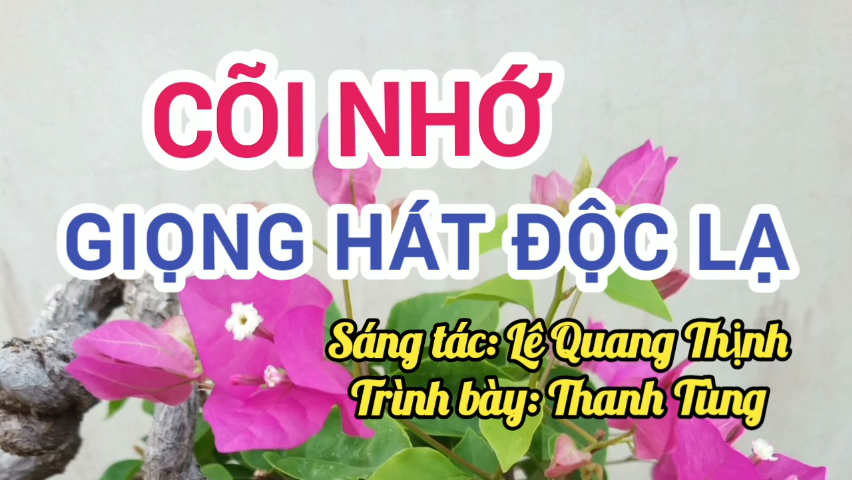 CÕI NHỚ
GIỌNG HÁT ĐỘC LẠ
Sáng tác: Lê Quang Thịnh
Trình bày: Thanh Tùng